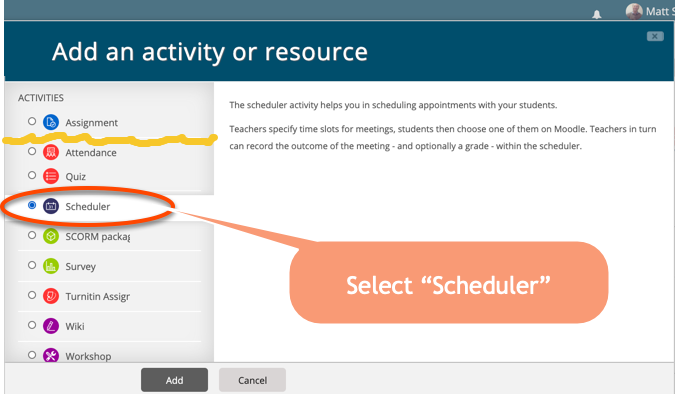 Matt S
Add an activity or resource
x
ACTIVITIES
Assignment
Attendance
Quiz
Scheduler
SCORM packag
Survey
Turnitin Assigr
Wiki
Workshop
The scheduler activity helps you in scheduling appointments with your students.
Teachers specify time slots for meetings, students then choose one of them on Moodle. Teachers in turn
can record the outcome of the meeting - and optionally a grade - within the scheduler.
Select “Scheduler”
Add
Cancel